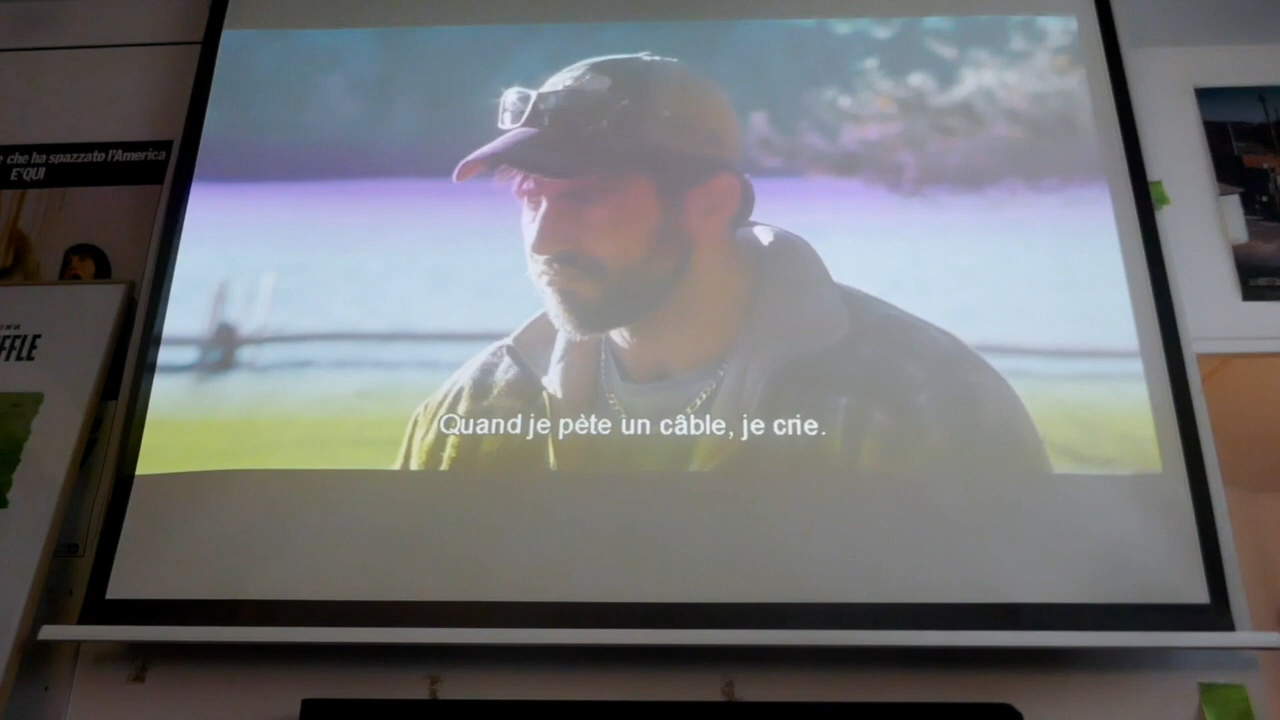 che ha spazzato l'America
E'QUI
FFLE
Quand je pète un câble, je crie.